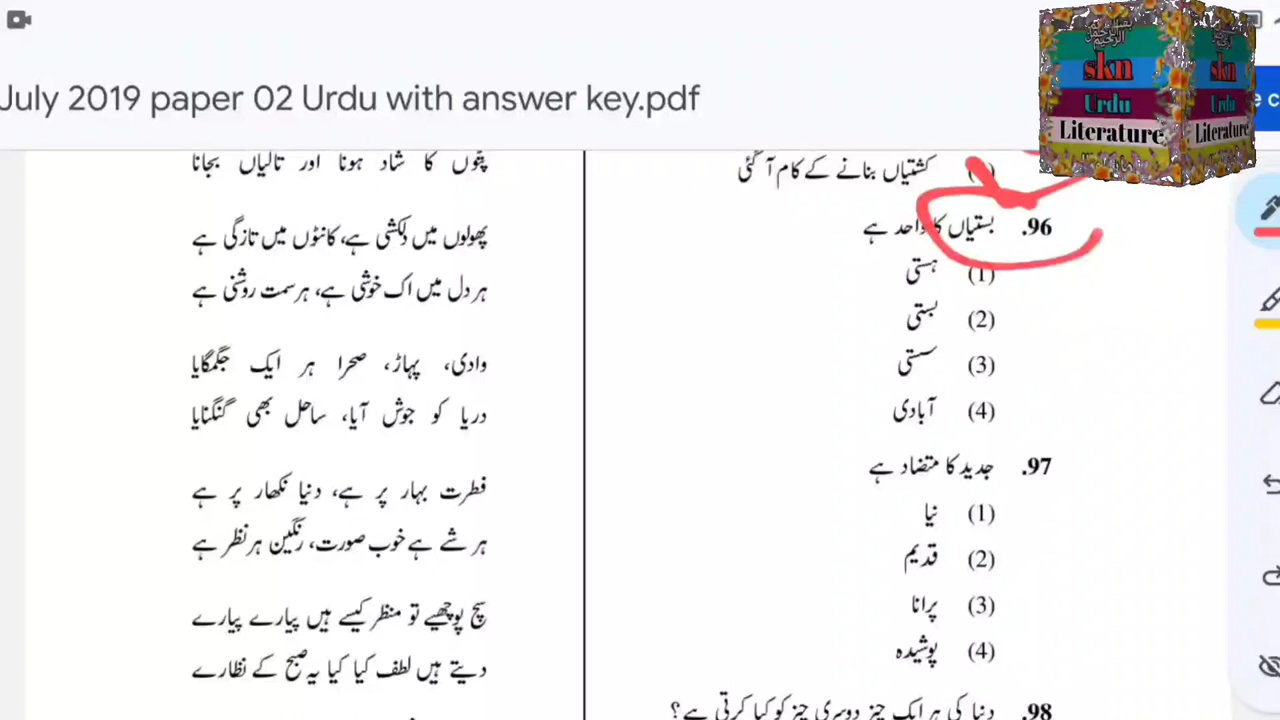 July 2019 paper 02 Urdu with answer key.pdf
skn
Urdu
Literature
skn
Urdu
Literature
کشتیاں بنانے کے کام آ گئی
96. بستیاں کا واحد ہے
(1) ہستی
(2) بستی
(3) سستی
(4) آبادی
97. جدید کا متضاد ہے
(1) نیا
(2) قدیم
(3) پرانا
(4) پوشیدہ
98. دنیا کی ہر ایک چیز دوسری چیز کو کیا کرتی ہے؟
پتوں کا شاد ہونا اور تالیاں بجانا
پھولوں میں دلکشی ہے، کانٹوں میں تازگی ہے
ہر دل میں اک خوشی ہے، ہر سمت روشنی ہے
وادی، پہاڑ، صحرا ہر ایک جگمگایا
دریا کو جوش آیا، ساحل بھی گنگنایا
فطرت بہار پر ہے، دنیا نکھار پر ہے
ہر شے ہے خوب صورت، رنگین ہر نظر ہے
سچ پوچھیے تو منظر کیسے ہیں پیارے پیارے
دیتے ہیں لطف کیا کیا یہ صبح کے نظارے